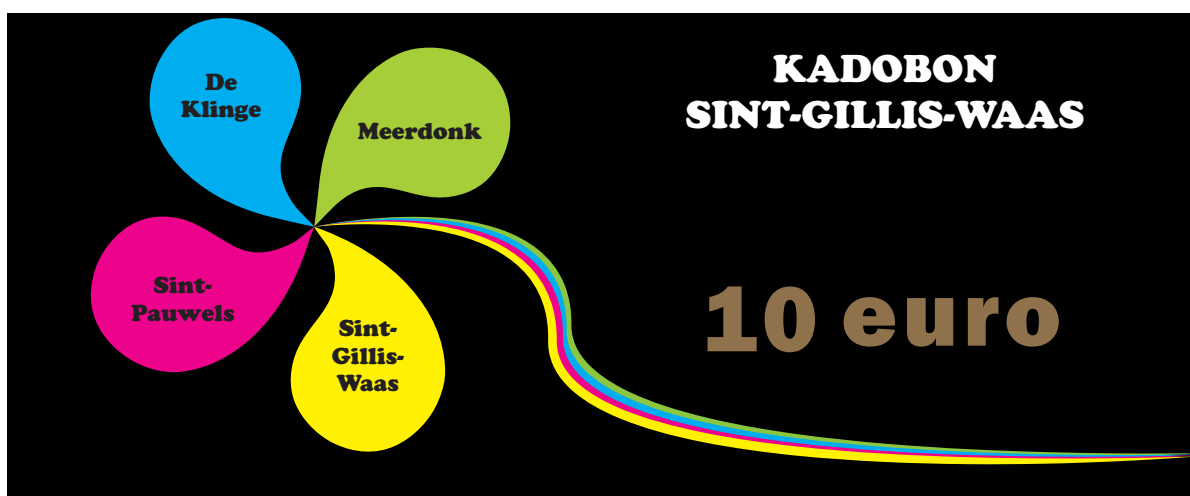 De
Klinge
Meerdonk
Sint-
Pauwels
Sint-
Gillis-
Waas
KADOBON
SINT-GILLIS-WAAS
10 euro